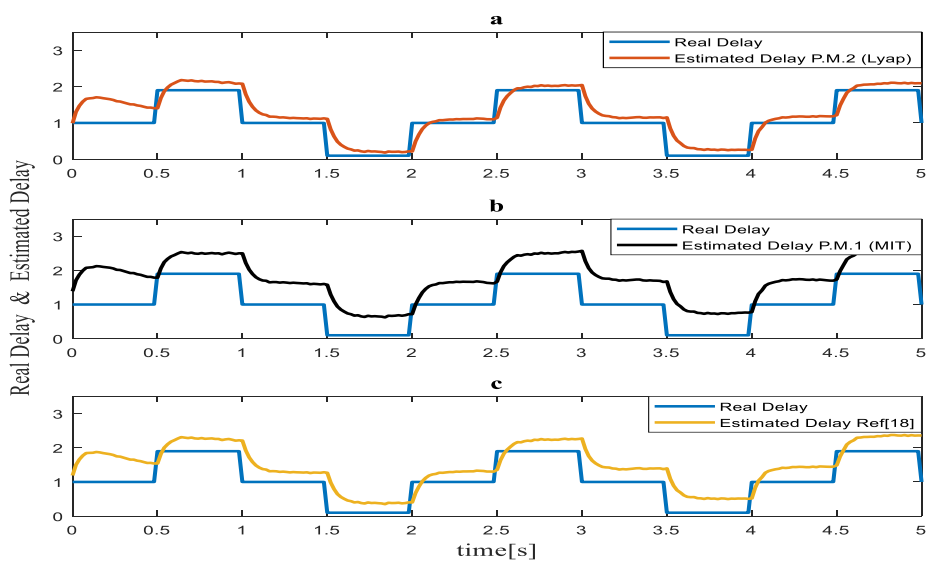 a
Real Delay
Estimated Delay P.M.2 (Lyap)
3
2
1
0
0 0.5 1 1.5 2 2.5 3 3.5 4 4.5 5
b
Real Delay
Estimated Delay P.M.1 (MIT)
3
2
1
0
0 0.5 1 1.5 2 2.5 3 3.5 4 4.5 5
c
Real Delay
Estimated Delay Ref[18]
3
2
1
0
0 0.5 1 1.5 2 2.5 3 3.5 4 4.5 5
time[s]
Real Delay & Estimated Delay